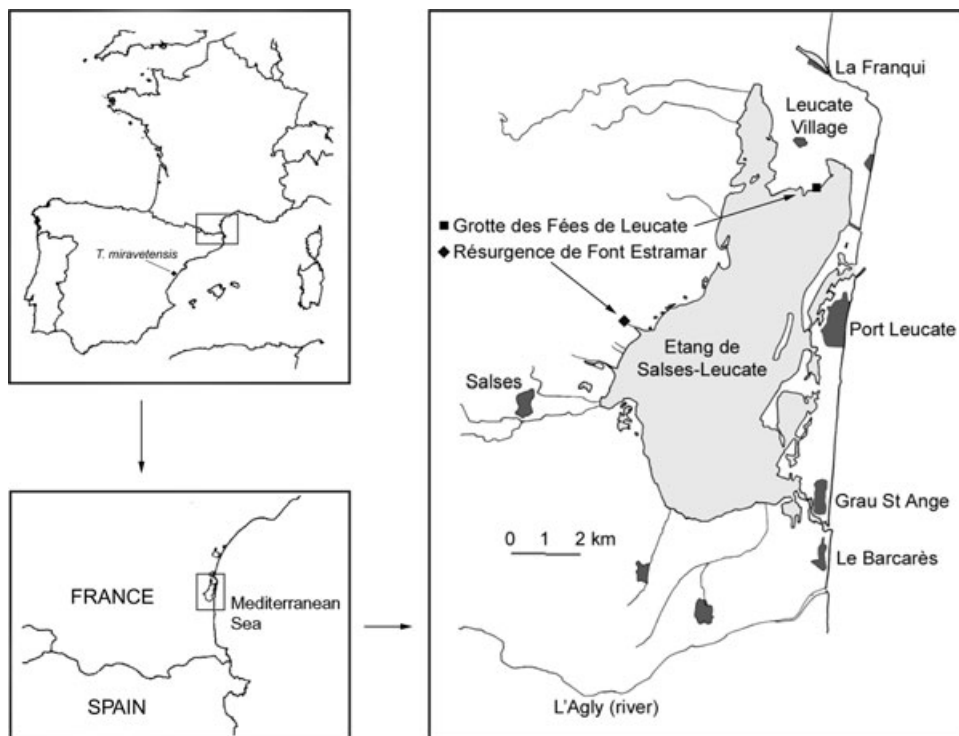 T. miravetensis
FRANCE
Mediterranean
Sea
SPAIN
La Franqui
Leucate
Village
■ Grotte des Fées de Leucate
◆ Résurgence de Font Estramar
Port Leucate
Etang de
Salses-Leucate
Salses
Grau St Ange
0 1 2 km
Le Barcarès
L'Agly (river)